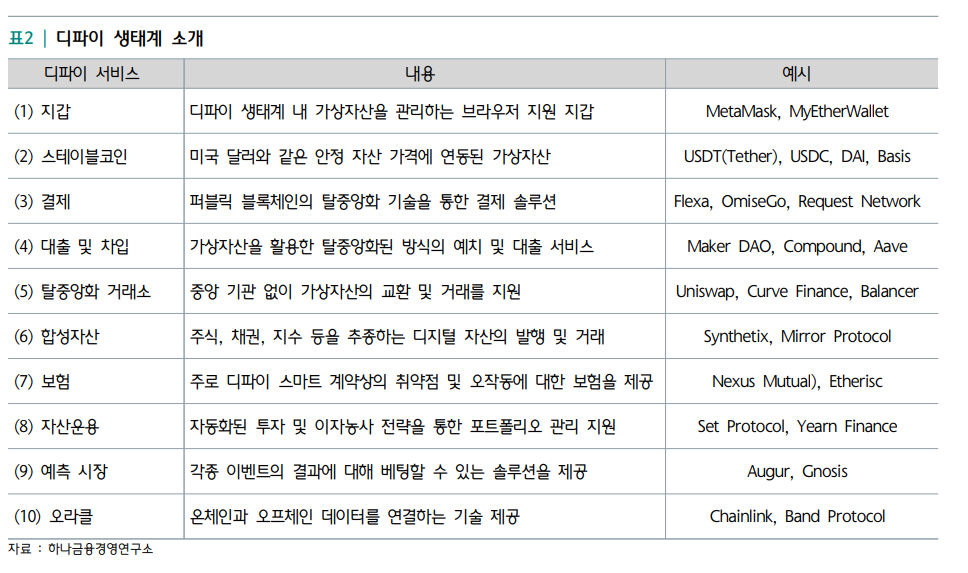 표2 | 디파이 생태계 소개
디파이 서비스 내용 예시
(1) 지갑 디파이 생태계 내 가상자산을 관리하는 브라우저 지원 지갑 MetaMask, MyEtherWallet
(2) 스테이블코인 미국 달러와 같은 안정 자산 가격에 연동된 가상자산 USDT(Tether), USDC, DAI, Basis
(3) 결제 퍼블릭 블록체인의 탈중앙화 기술을 통한 결제 솔루션 Flexa, OmiseGo, Request Network
(4) 대출 및 차입 가상자산을 활용한 탈중앙화된 방식의 예치 및 대출 서비스 Maker DAO, Compound, Aave
(5) 탈중앙화 거래소 중앙 기관 없이 가상자산의 교환 및 거래를 지원 Uniswap, Curve Finance, Balancer
(6) 합성자산 주식, 채권, 지수 등을 추종하는 디지털 자산의 발행 및 거래 Synthetix, Mirror Protocol
(7) 보험 주로 디파이 스마트 계약상의 취약점 및 오작동에 대한 보험을 제공 Nexus Mutual), Etherisc
(8) 자산운용 자동화된 투자 및 이자농사 전략을 통한 포트폴리오 관리 지원 Set Protocol, Yearn Finance
(9) 예측 시장 각종 이벤트의 결과에 대해 베팅할 수 있는 솔루션을 제공 Augur, Gnosis
(10) 오라클 온체인과 오프체인 데이터를 연결하는 기술 제공 Chainlink, Band Protocol
자료 : 하나금융경영연구소